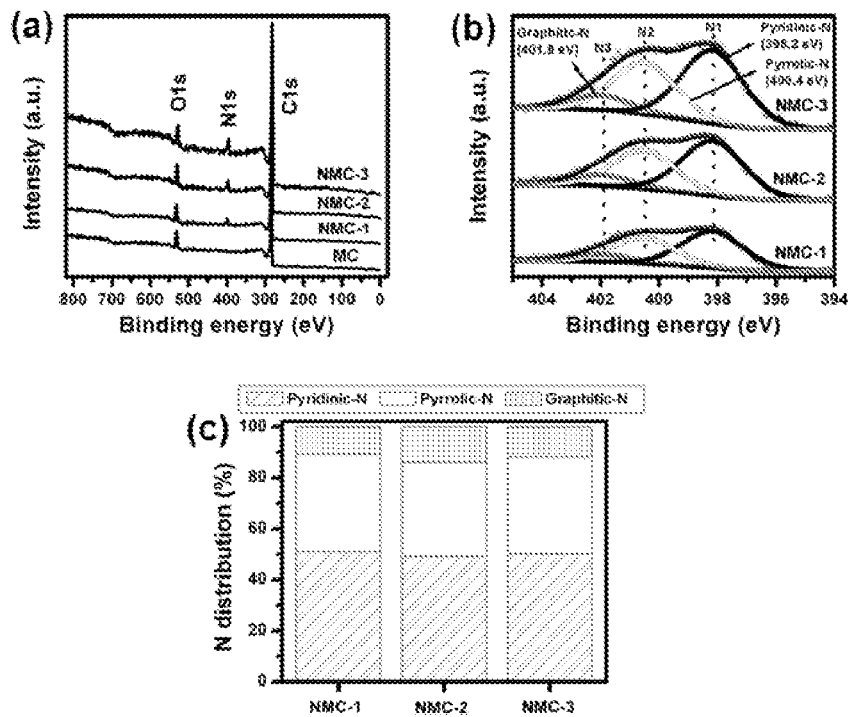 (a)
Intensity (a.u.)
O1s
N1s
C1s
NMC-3
NMC-2
NMC-1
MC
800 700 600 500 400 300 200 100 0
Binding energy (eV)
(b)
Intensity (a.u.)
Graphitic-N
(401.8 eV)
N3
N2
N1
Pyridinic-N
(398.2 eV)
Pyrrolic-N
(400.4 eV)
NMC-3
NMC-2
NMC-1
404 402 400 398 396 394
Binding energy (eV)
Pyridinic-N Pyrrolic-N Graphitic-N
(c)
N distribution (%)
100
80
60
40
20
0
NMC-1 NMC-2 NMC-3